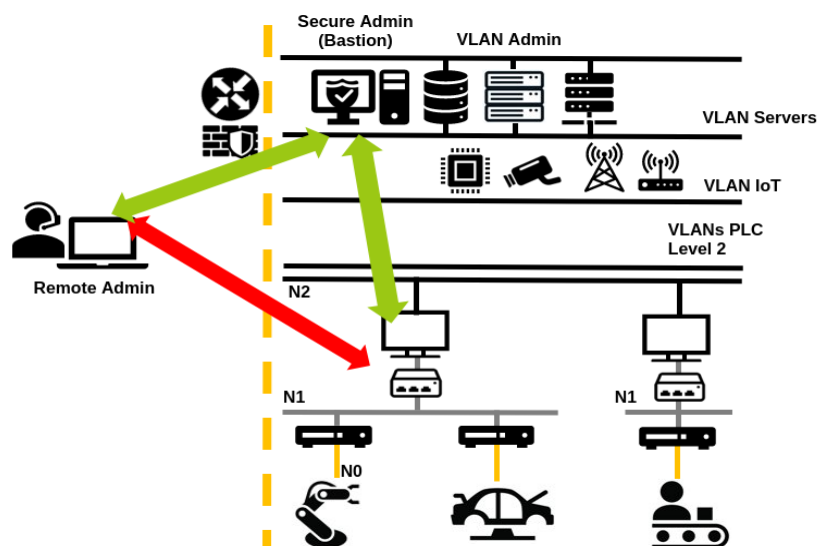 Secure Admin
(Bastion)
VLAN Admin
VLAN Servers
VLAN IoT
VLANs PLC
Level 2
Remote Admin
N2
N1
N1
N0